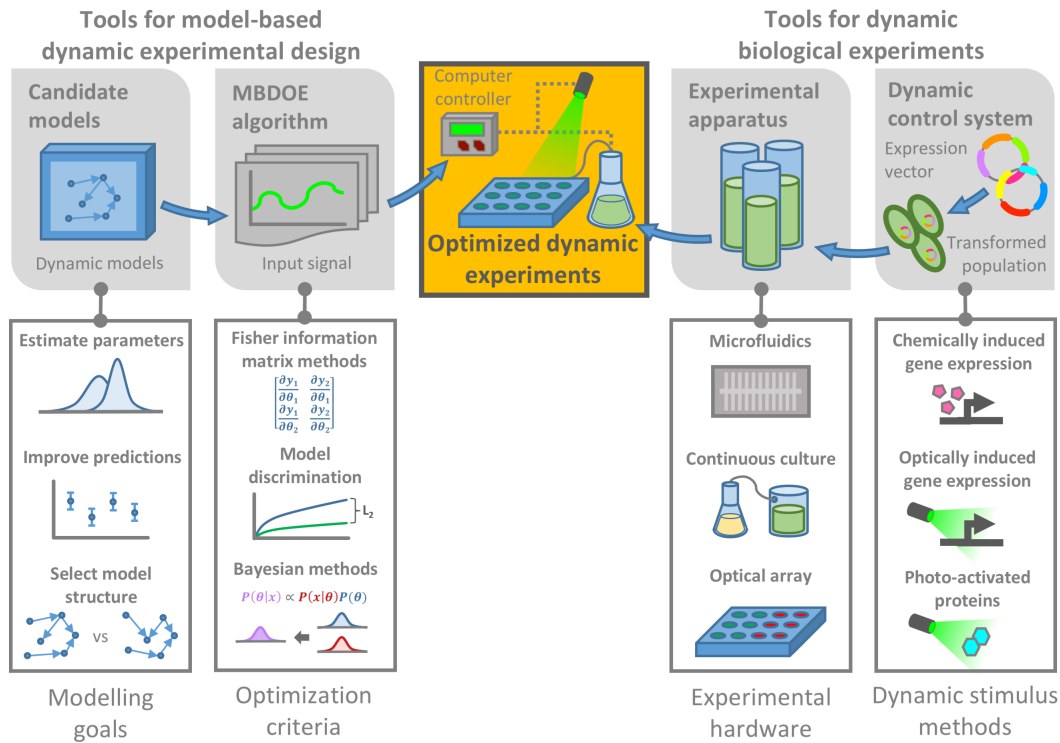 Tools for model-based
dynamic experimental design
Tools for dynamic
biological experiments
Candidate
models
Dynamic models
MBDOE
algorithm
Input signal
Computer
controller
Optimized dynamic
experiments
Experimental
apparatus
Dynamic
control system
Expression
vector
Transformed
population
Estimate parameters
Improve predictions
Select model
structure
vs
Modelling
goals
Fisher information
matrix methods
∂y₁ ∂y₂
∂θ₁ ∂θ₁
∂y₁ ∂y₂
∂θ₂ ∂θ₂
Model
discrimination
L₂
Bayesian methods
P(θ|x) ∝ P(x|θ)P(θ)
Optimization
criteria
Microfluidics
Continuous culture
Optical array
Experimental
hardware
Chemically induced
gene expression
Optically induced
gene expression
Photo-activated
proteins
Dynamic stimulus
methods